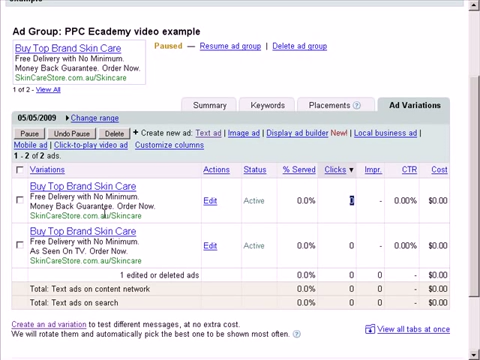 Ad Group: PPC Ecademy video example
Buy Top Brand Skin Care
Free Delivery with No Minimum.
Money Back Guarantee. Order Now.
SkinCareStore.com.au/Skincare
1 of 2 - View All
Paused - Resume ad group | Delete ad group
Summary Keywords Placements (?) Ad Variations
05/05/2009 Change range
Pause Undo Pause Delete + Create new ad: Text ad | Image ad | Display ad builder New! | Local business ad |
Mobile ad | Click-to-play video ad Customize columns
1 - 2 of 2 ads.
Variations Actions Status % Served Clicks ▼ Impr. CTR Cost
Buy Top Brand Skin Care
Free Delivery with No Minimum.
Money Back Guarantee. Order Now.
SkinCareStore.com.au/Skincare
Edit Active 0.0% 0 - 0.00% $0.00
Buy Top Brand Skin Care
Free Delivery with No Minimum.
As Seen On TV. Order Now.
SkinCareStore.com.au/Skincare
Edit Active 0.0% 0 0 0.00% $0.00
1 edited or deleted ads 0.0% 0 0 - $0.00
Total: Text ads on content network 0.0% 0 0 - $0.00
Total: Text ads on search 0.0% 0 0 - $0.00
Create an ad variation to test different messages, at no extra cost.
We will rotate them and automatically pick the best one to be shown most often. (?)
View all tabs at once